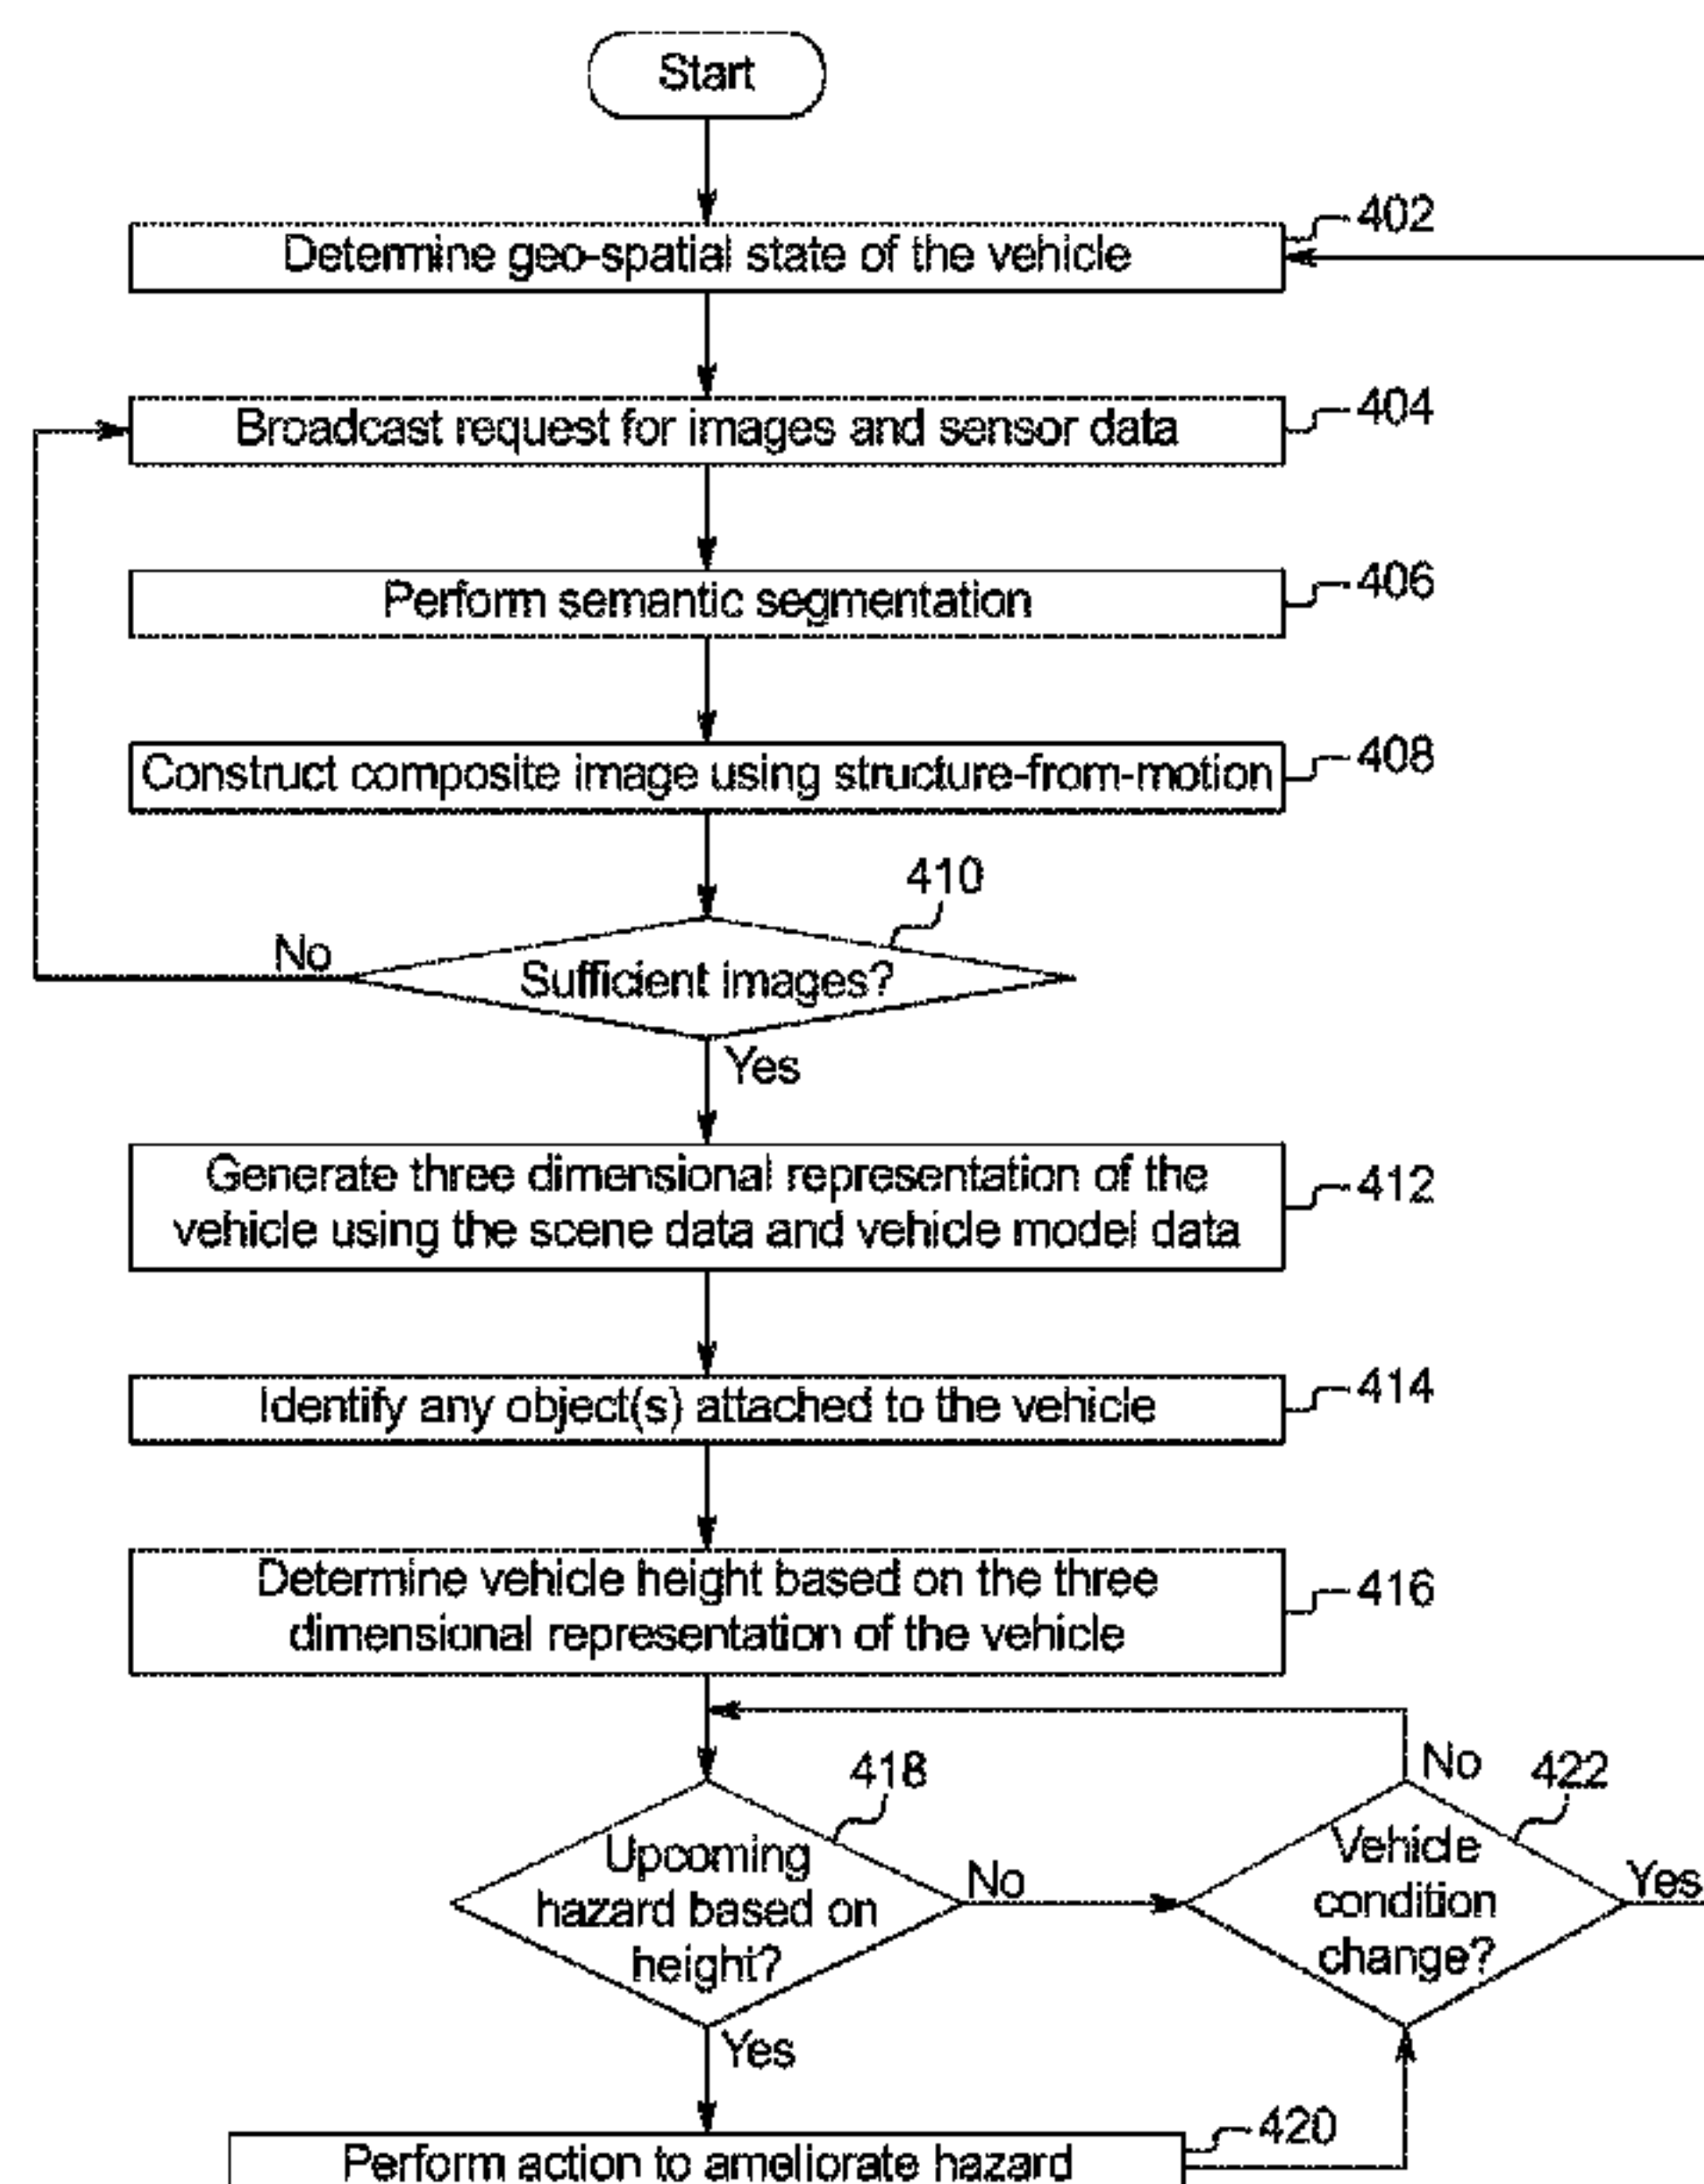 Start
402
Determine geo-spatial state of the vehicle
404
Broadcast request for images and sensor data
406
Perform semantic segmentation
408
Construct composite image using structure-from-motion
410
No
Sufficient images?
Yes
Generate three dimensional representation of the
vehicle using the scene data and vehicle model data
412
Identify any object(s) attached to the vehicle
414
Determine vehicle height based on the three
dimensional representation of the vehicle
416
418
Upcoming
hazard based on
height?
No
No
422
Vehicle
condition
change?
Yes
Yes
420
Perform action to ameliorate hazard